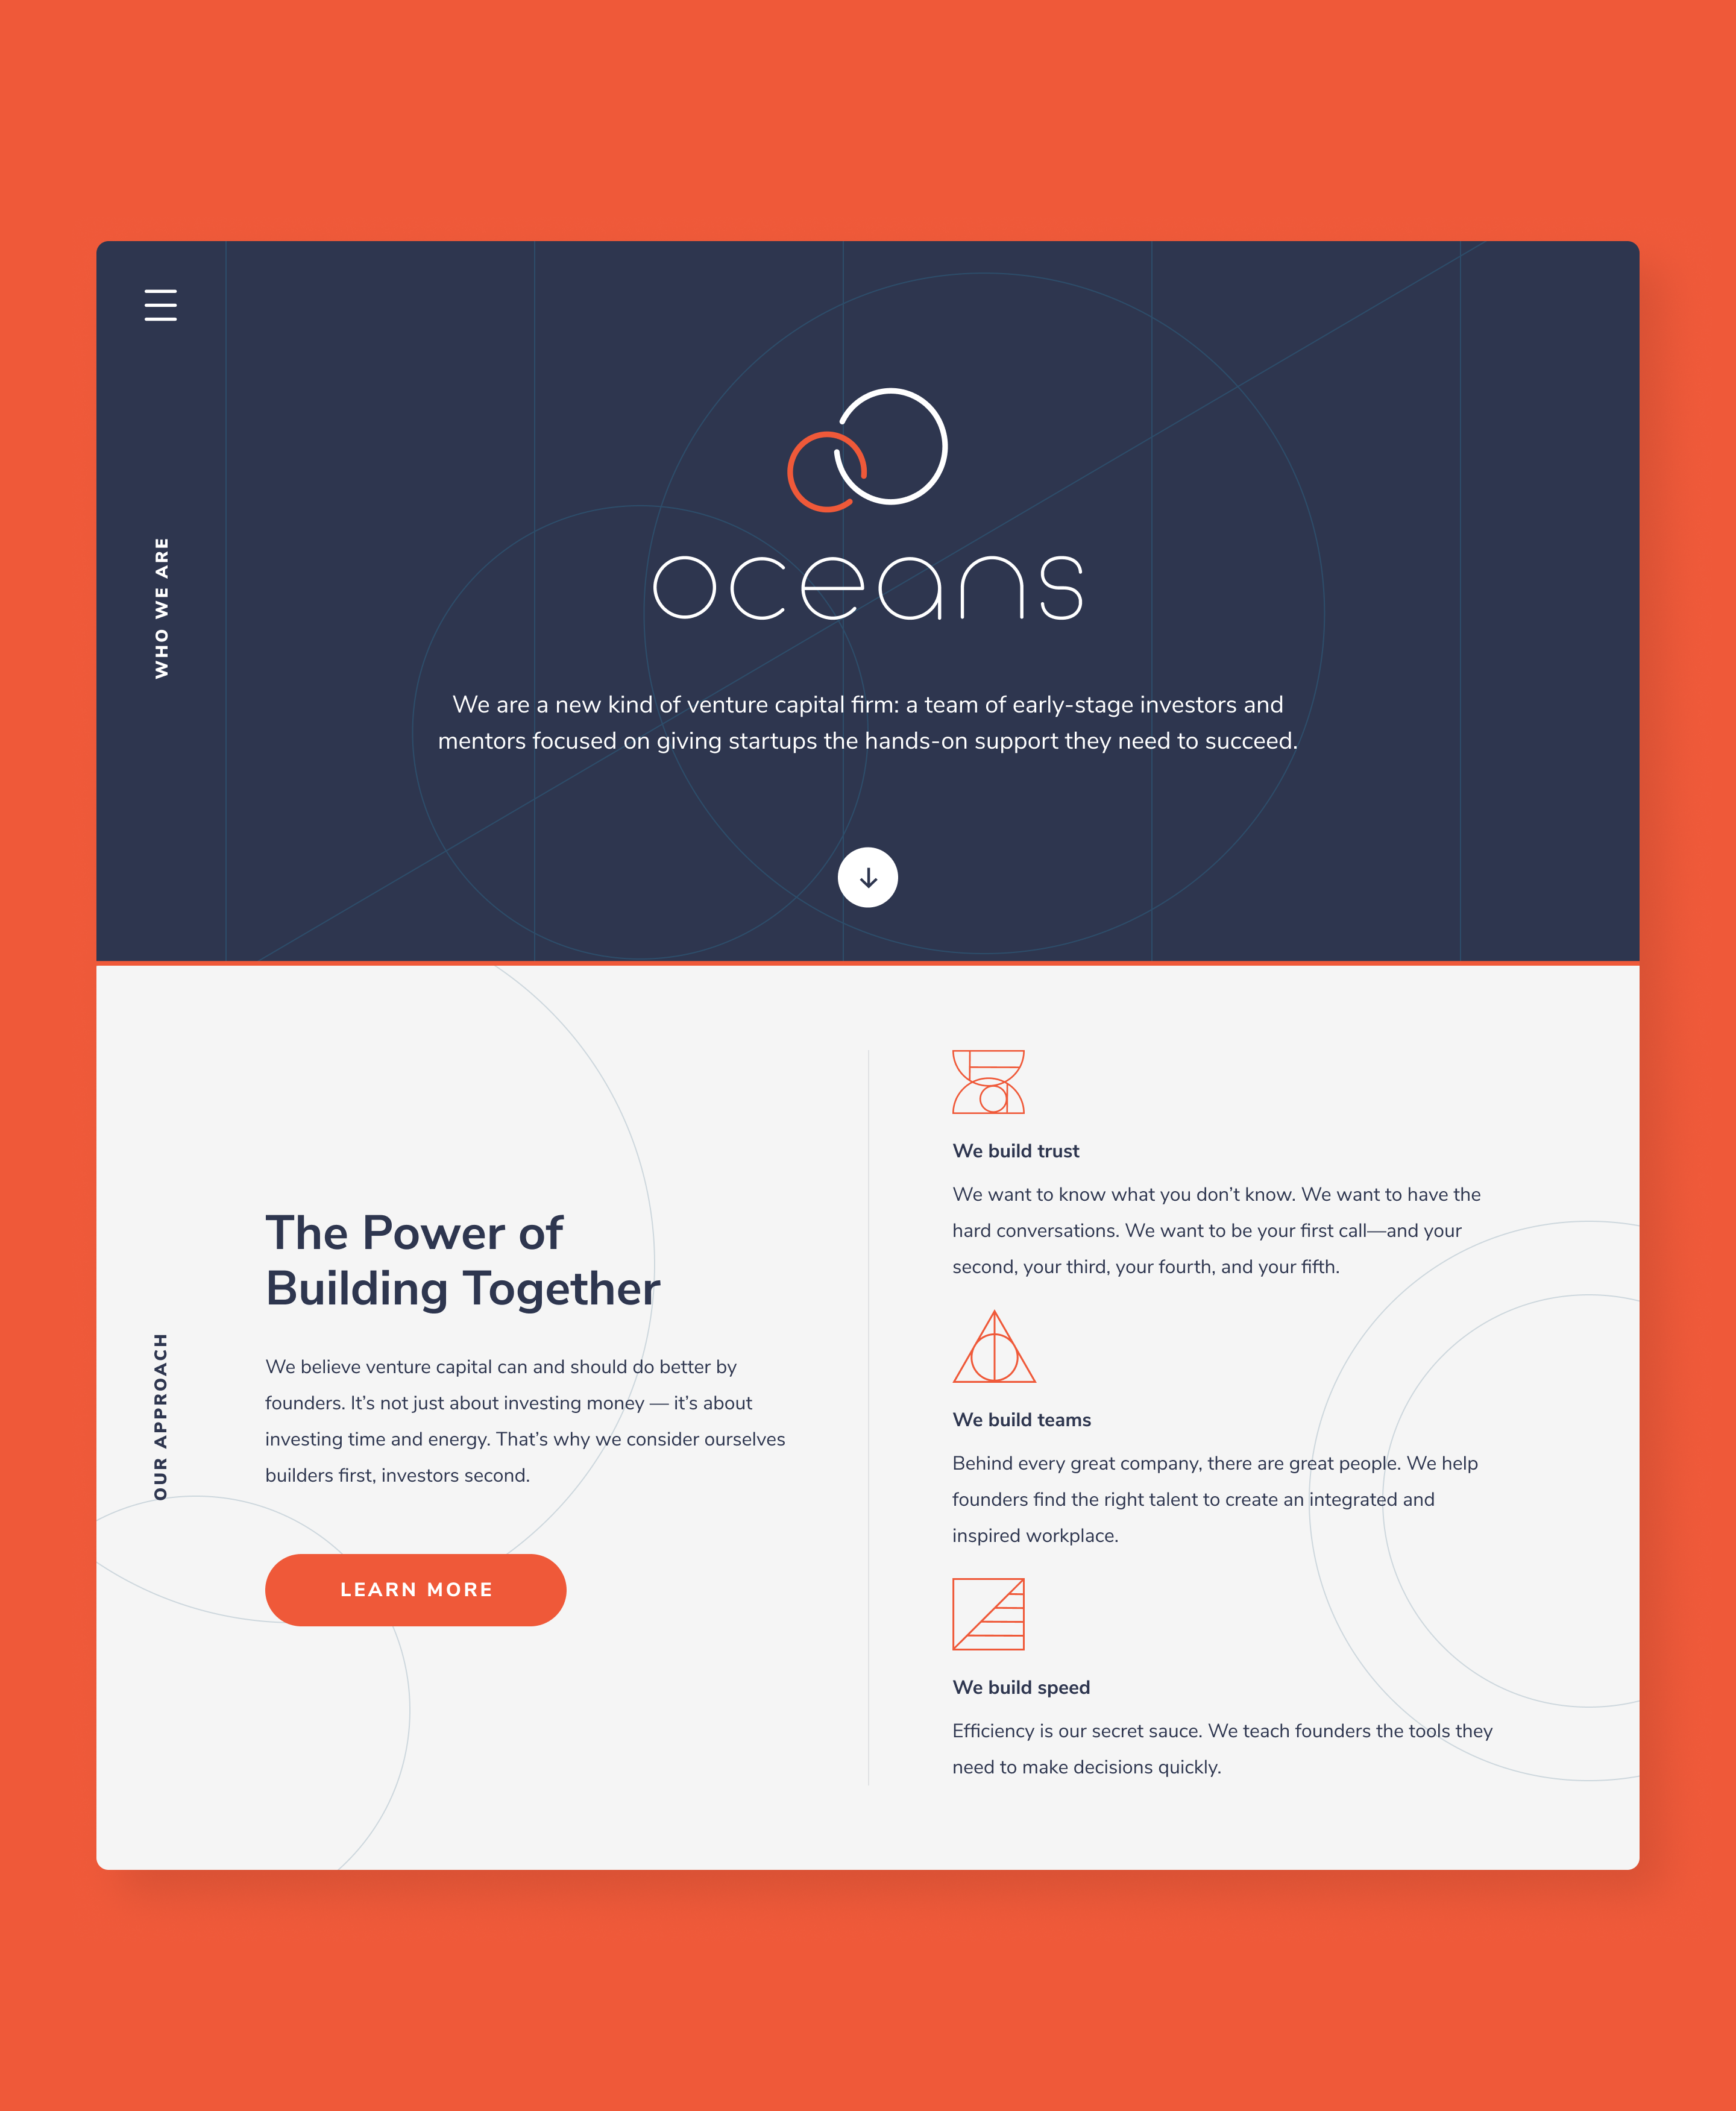 WHO WE ARE
oceans
We are a new kind of venture capital firm: a team of early-stage investors and
mentors focused on giving startups the hands-on support they need to succeed.
OUR APPROACH
The Power of
Building Together
We believe venture capital can and should do better by
founders. It’s not just about investing money — it’s about
investing time and energy. That’s why we consider ourselves
builders first, investors second.
LEARN MORE
We build trust
We want to know what you don’t know. We want to have the
hard conversations. We want to be your first call—and your
second, your third, your fourth, and your fifth.
We build teams
Behind every great company, there are great people. We help
founders find the right talent to create an integrated and
inspired workplace.
We build speed
Efficiency is our secret sauce. We teach founders the tools they
need to make decisions quickly.